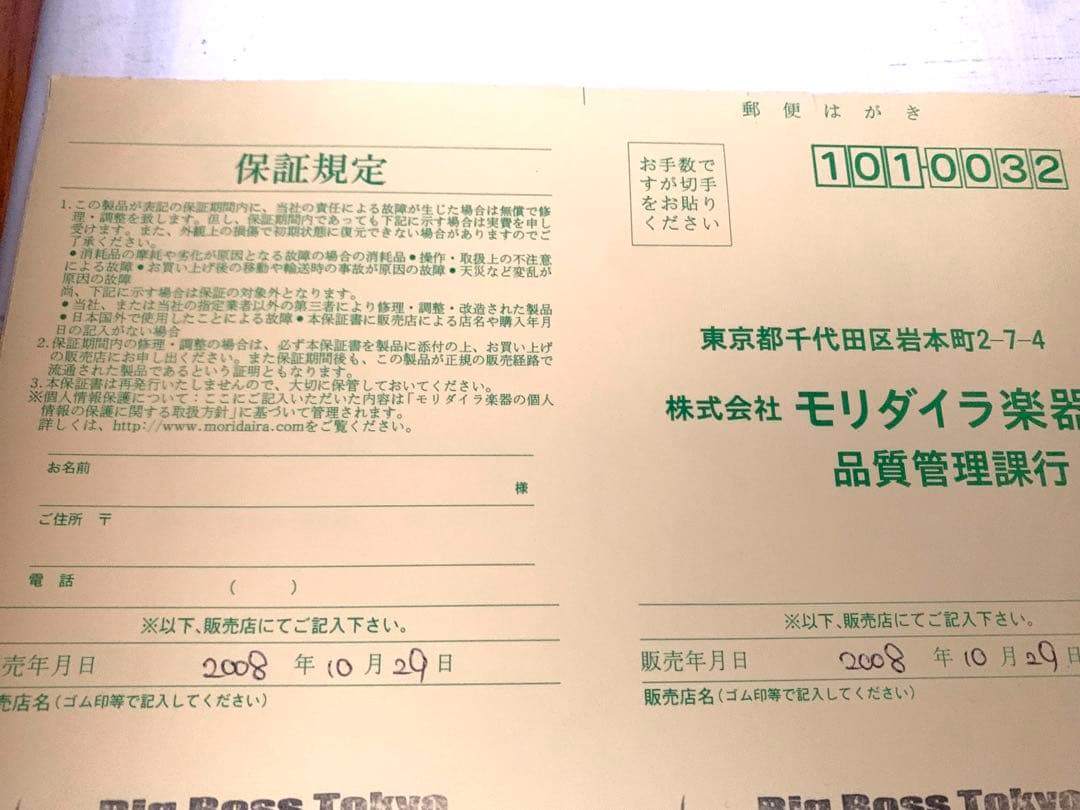 保証規定
1.この製品が表記の保証期間内に、当社の責任による故障が生じた場合は無償で修
理・調整を致します。但し、保証期間内であっても下記に示す場合は実費を申し
受けます。また、外観上の損傷で初期状態に復元できない場合がありますのでご
了承ください。
●消耗品の摩耗や劣化が原因となる故障の場合の消耗品●操作・取扱上の不注意
による故障●お買い上げ後の移動や輸送時の事故が原因の故障●天災など変乱が
原因の故障
尚、下記に示す場合は保証の対象外となります。
●当社、または当社の指定業者以外の第三者により修理・調整・改造された製品
●日本国外で使用したことによる故障●本保証書に販売店による店名や購入年月
日の記入がない場合
2.保証期間内の修理・調整の場合は、必ず本保証書を製品に添付の上、お買い上げ
の販売店にお申し出ください。また保証期間後も、この製品が正規の販売経路で
流通された製品であるという証明ともなります。
3.本保証書は再発行いたしませんので、大切に保管しておいてください。
※個人情報保護について：ここにご記入いただいた内容は「モリダイラ楽器の個人
情報の保護に関する取扱方針」に基づいて管理されます。
詳しくは、http://www.moridaira.comをご覧ください。
お名前
様
ご住所 〒
電話 ( )
※以下、販売店にてご記入下さい。
売年月日 2008 年 10 月 29 日
売店名（ゴム印等で記入してください）
Big Boss Tokyo
郵便はがき
お手数で
すが切手
をお貼り
ください
101-0032
東京都千代田区岩本町2-7-4
株式会社 モリダイラ楽器
品質管理課行
※以下、販売店にてご記入下さい。
販売年月日 2008 年 10 月 29 日
販売店名（ゴム印等で記入してください）
Big Boss Tokyo